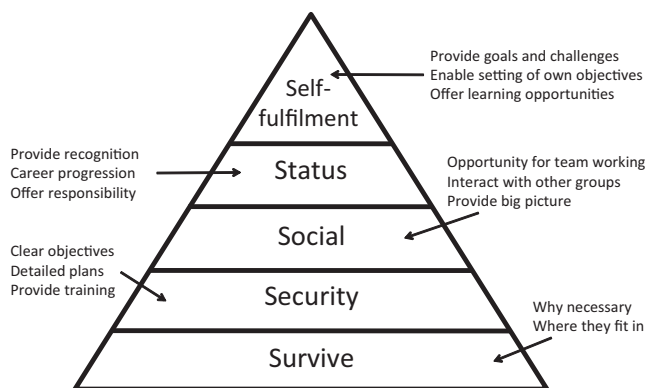 Provide goals and challenges
Enable setting of own objectives
Offer learning opportunities
Self-
fulfilment
Provide recognition
Career progression
Offer responsibility
Status
Opportunity for team working
Interact with other groups
Provide big picture
Social
Clear objectives
Detailed plans
Provide training
Security
Why necessary
Where they fit in
Survive